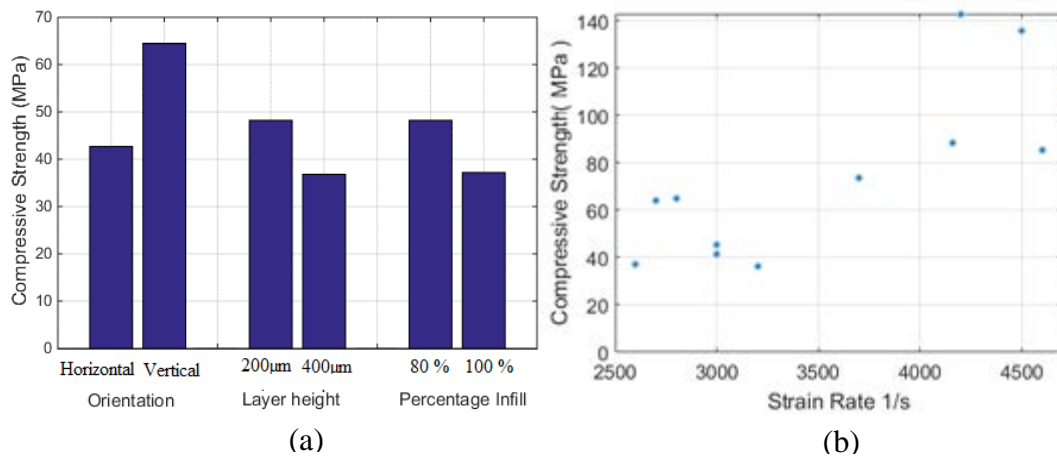 Compressive Strength (MPa)
70
60
50
40
30
20
10
0
Horizontal Vertical 200µm 400µm 80 % 100 %
Orientation Layer height Percentage Infill
(a)
Compressive Strength( MPa )
140
120
100
80
60
40
20
0
2500 3000 3500 4000 4500
Strain Rate 1/s
(b)